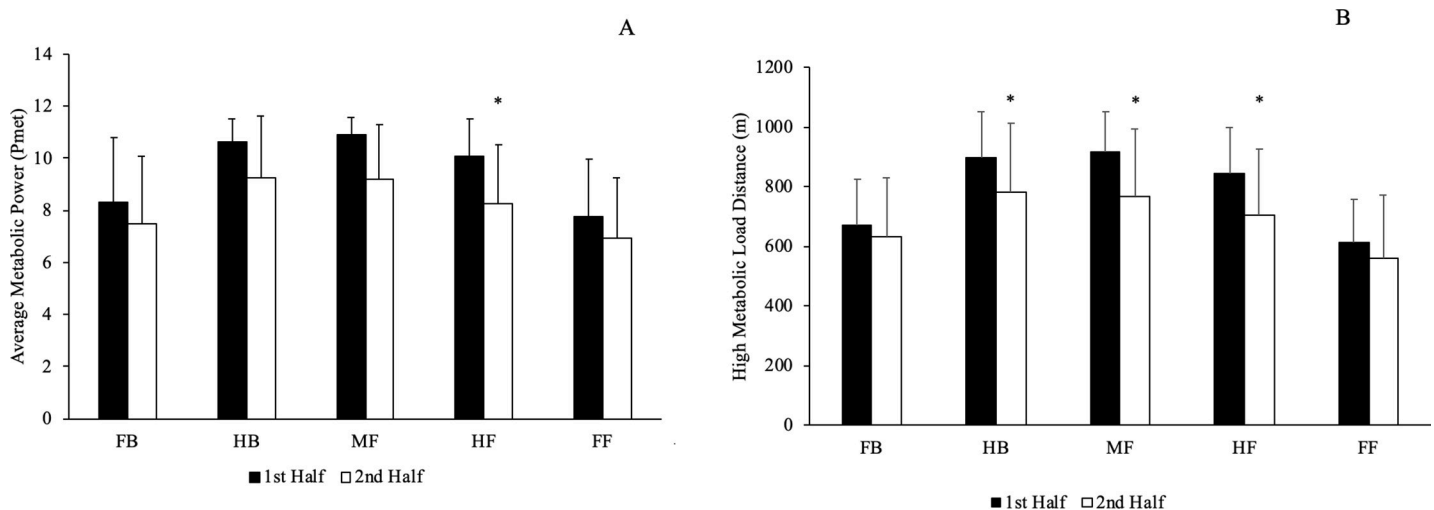 A
Average Metabolic Power (Pmet)
14
12
10
8
6
4
2
0
*
FB HB MF HF FF
1st Half 2nd Half
B
High Metabolic Load Distance (m)
1200
1000
800
600
400
200
0
* * *
FB HB MF HF FF
1st Half 2nd Half